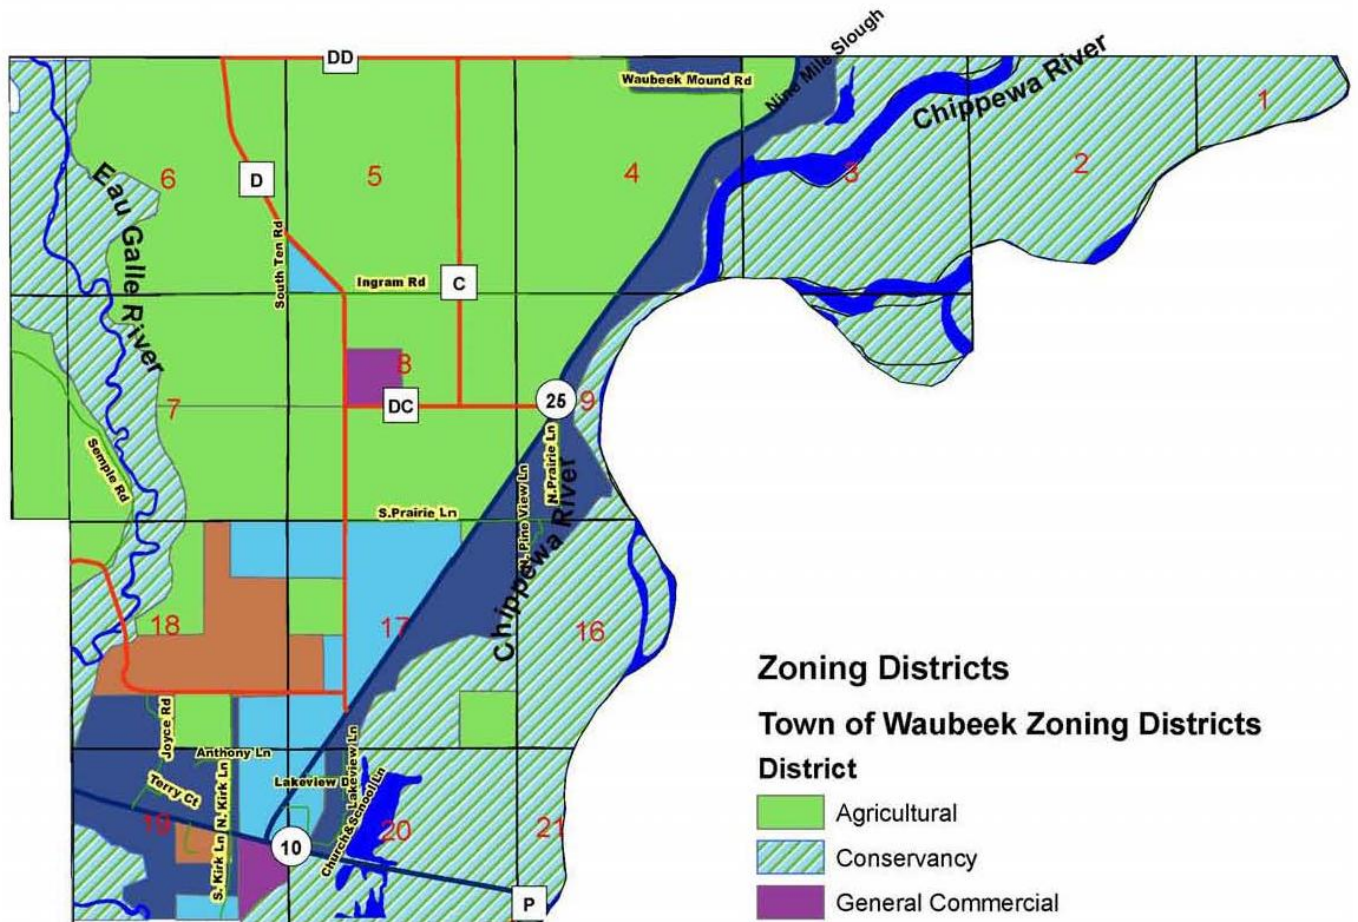 DD
Waubeek Mound Rd
Nine Mile Slough
Chippewa River
1
2
3
4
5
6
D
Eau Galle River
South Ten Rd
Ingram Rd
C
8
7
DC
25
9
Semple Rd
N.Prairie Ln
N. Pine View Ln
S.Prairie Ln
Chippewa River
18
17
16
Joyce Rd
Anthony Ln
Terry Ct
N. Kirk Ln
S. Kirk Ln
Lakeview D
Lakeview Ln
Church&School Ln
19
20
21
10
P
Zoning Districts
Town of Waubeek Zoning Districts
District
Agricultural
Conservancy
General Commercial